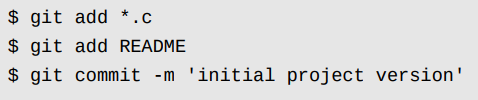 $ git add *.c
$ git add README
$ git commit -m 'initial project version'